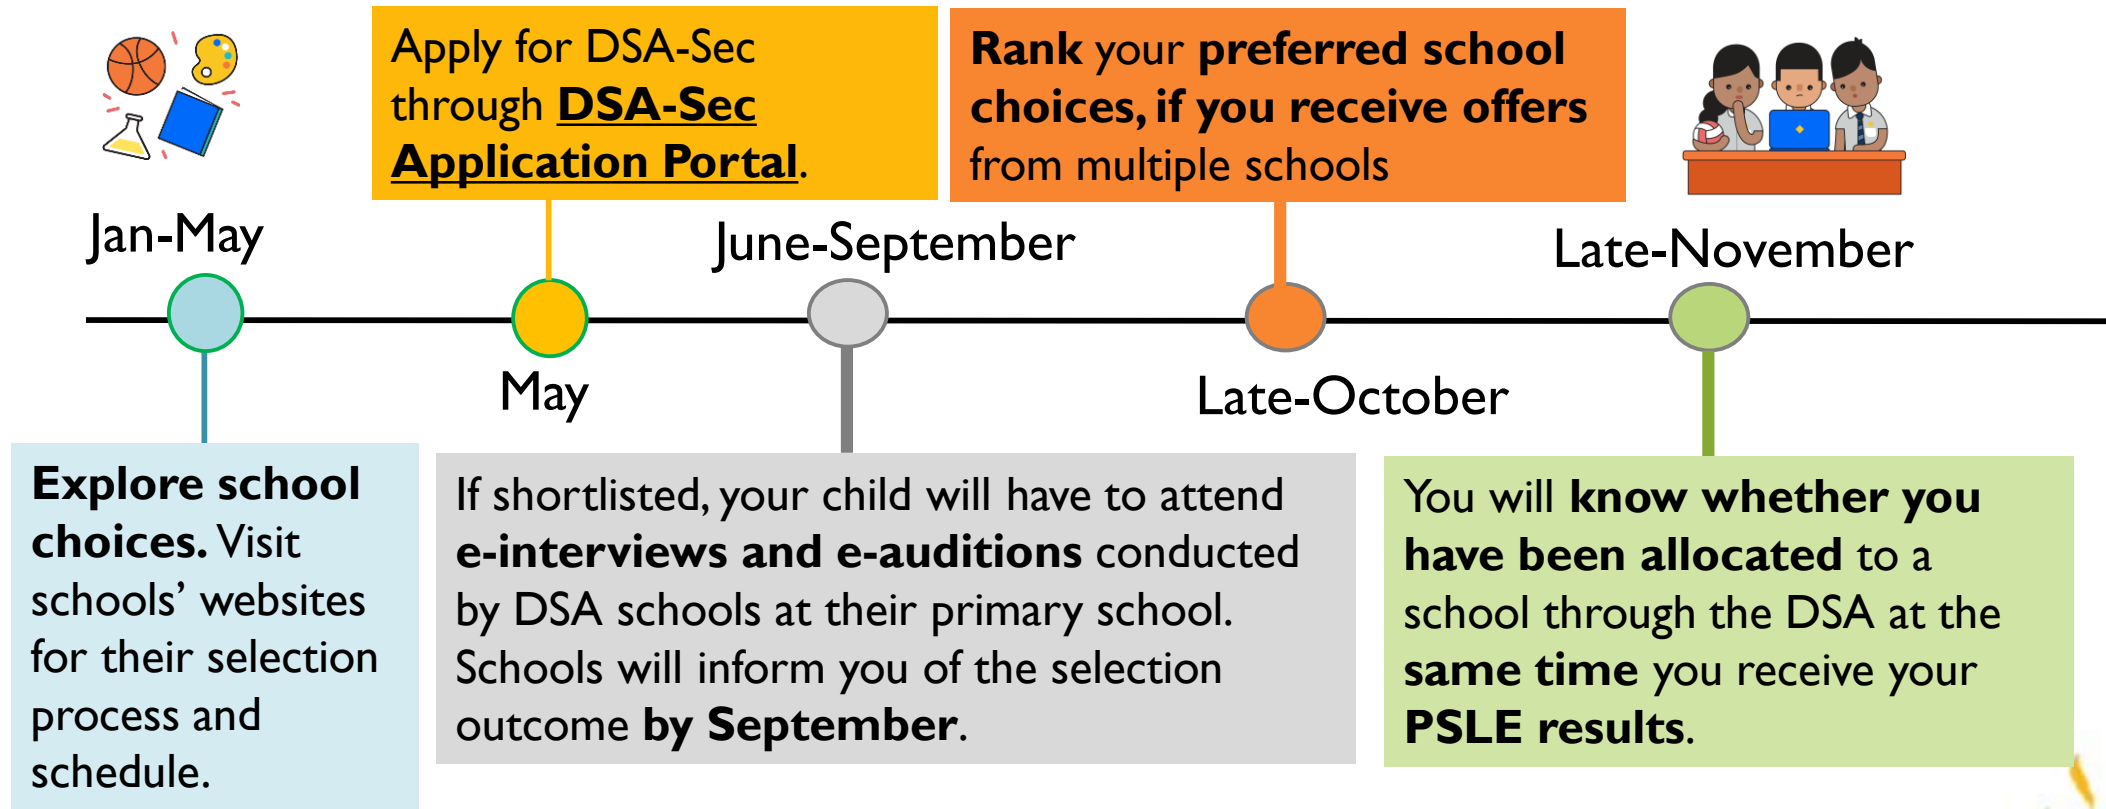 Jan-May
Explore school
choices. Visit
schools’ websites
for their selection
process and
schedule.
Apply for DSA-Sec
through DSA-Sec
Application Portal.
May
June-September
If shortlisted, your child will have to attend
e-interviews and e-auditions conducted
by DSA schools at their primary school.
Schools will inform you of the selection
outcome by September.
Rank your preferred school
choices, if you receive offers
from multiple schools
Late-October
Late-November
You will know whether you
have been allocated to a
school through the DSA at the
same time you receive your
PSLE results.